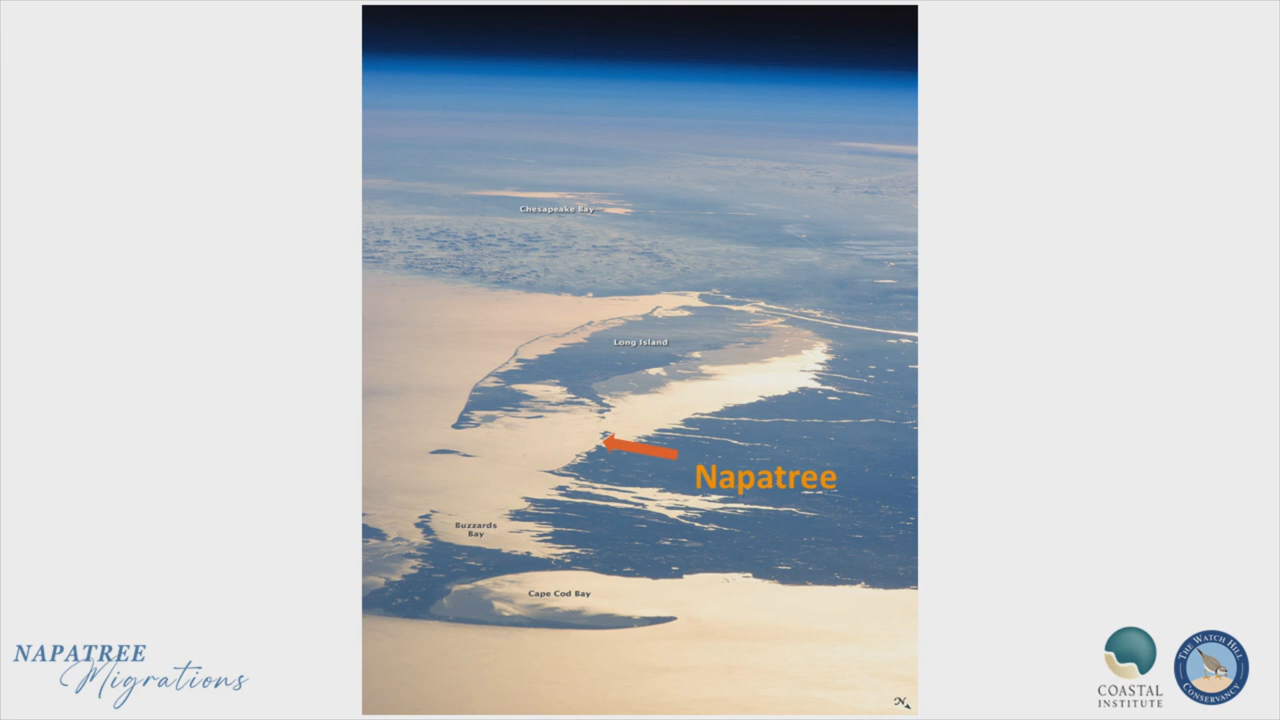 Chesapeake Bay
Long Island
Napatree
Buzzards
Bay
Cape Cod Bay
N
NAPATREE
Migrations
COASTAL
INSTITUTE
THE WATCH HILL
CONSERVANCY